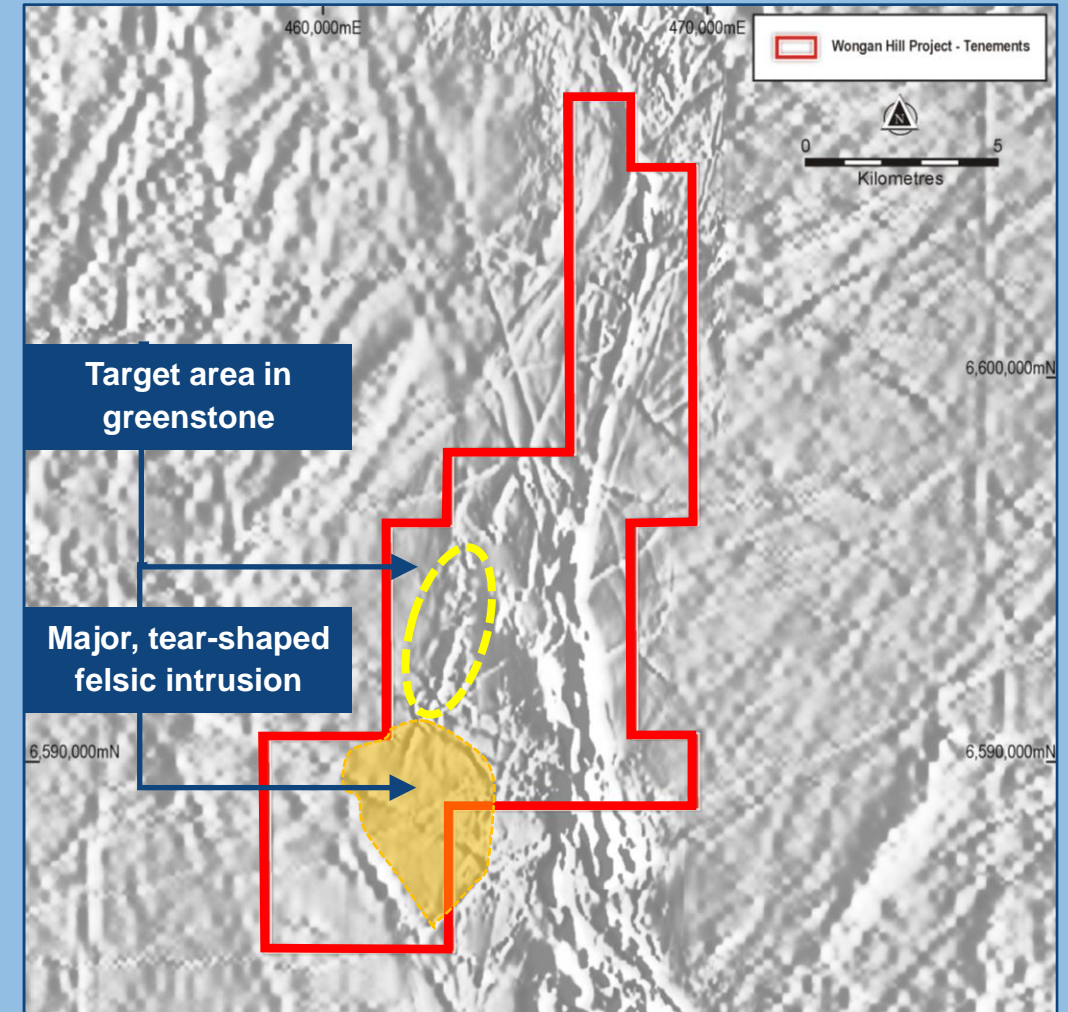 460,000mE
470,000mE
Wongan Hill Project - Tenements
N
0 5
Kilometres
Target area in
greenstone
6,600,000mN
Major, tear-shaped
felsic intrusion
6,590,000mN
6,590,000mN